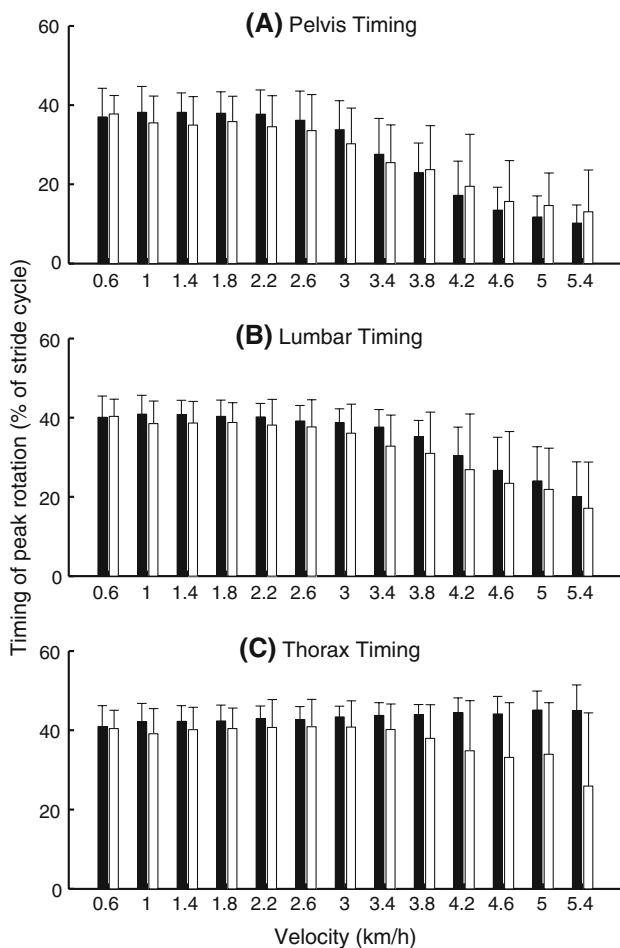 (A) Pelvis Timing
60
40
20
0
0.6 1 1.4 1.8 2.2 2.6 3 3.4 3.8 4.2 4.6 5 5.4
(B) Lumbar Timing
60
40
20
0
0.6 1 1.4 1.8 2.2 2.6 3 3.4 3.8 4.2 4.6 5 5.4
(C) Thorax Timing
60
40
20
0
0.6 1 1.4 1.8 2.2 2.6 3 3.4 3.8 4.2 4.6 5 5.4
Velocity (km/h)
Timing of peak rotation (% of stride cycle)